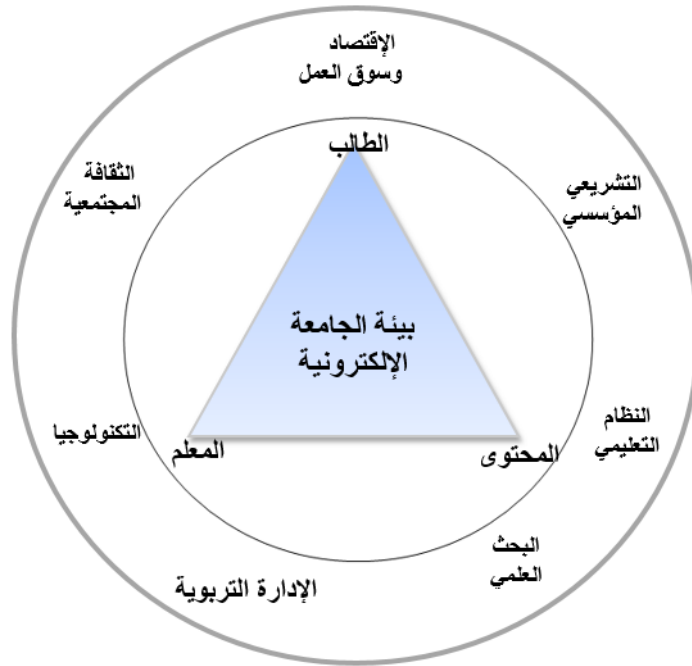 الإقتصاد
وسوق العمل
الطالب
التشريعي
المؤسسي
الثقافة
المجتمعية
بيئة الجامعة
الإلكترونية
النظام
التعليمي
التكنولوجيا
المحتوى
المعلم
البحث
العلمي
الإدارة التربوية